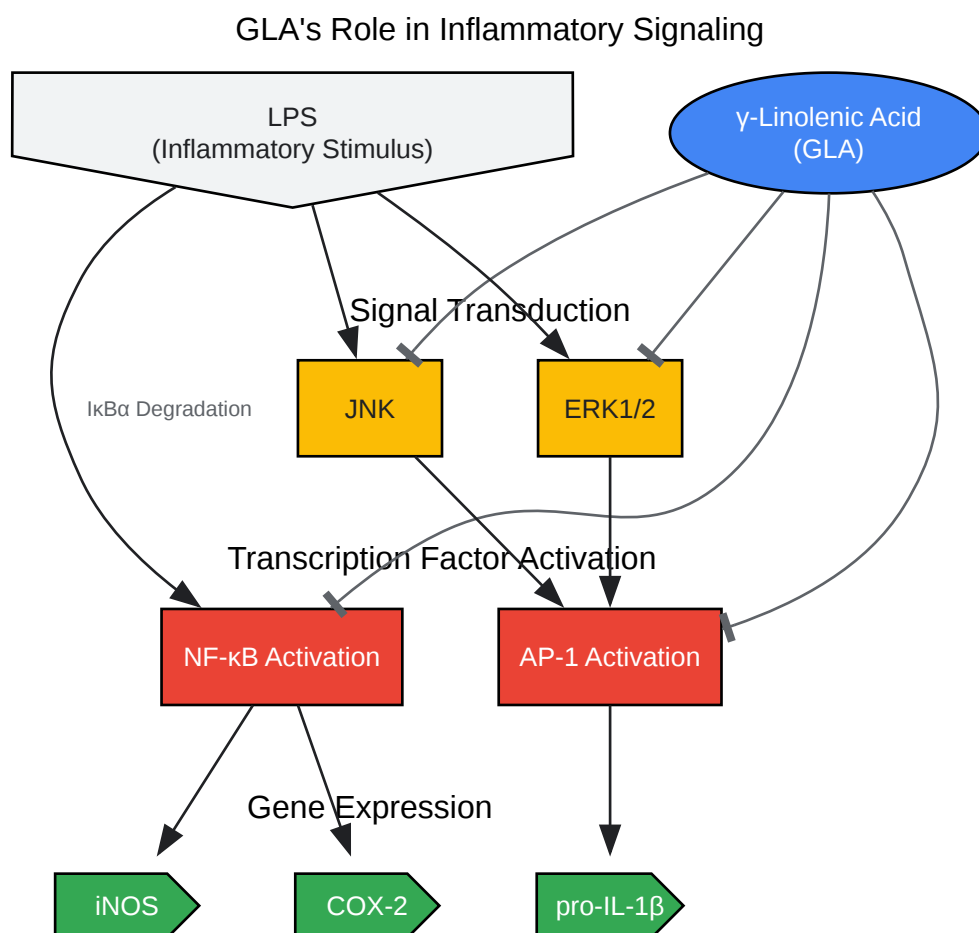 GLA's Role in Inflammatory Signaling
LPS
(Inflammatory Stimulus)
γ-Linolenic Acid
(GLA)
Signal Transduction
IκBα Degradation
JNK
ERK1/2
Transcription Factor Activation
NF-κB Activation
AP-1 Activation
Gene Expression
iNOS
COX-2
pro-IL-1β